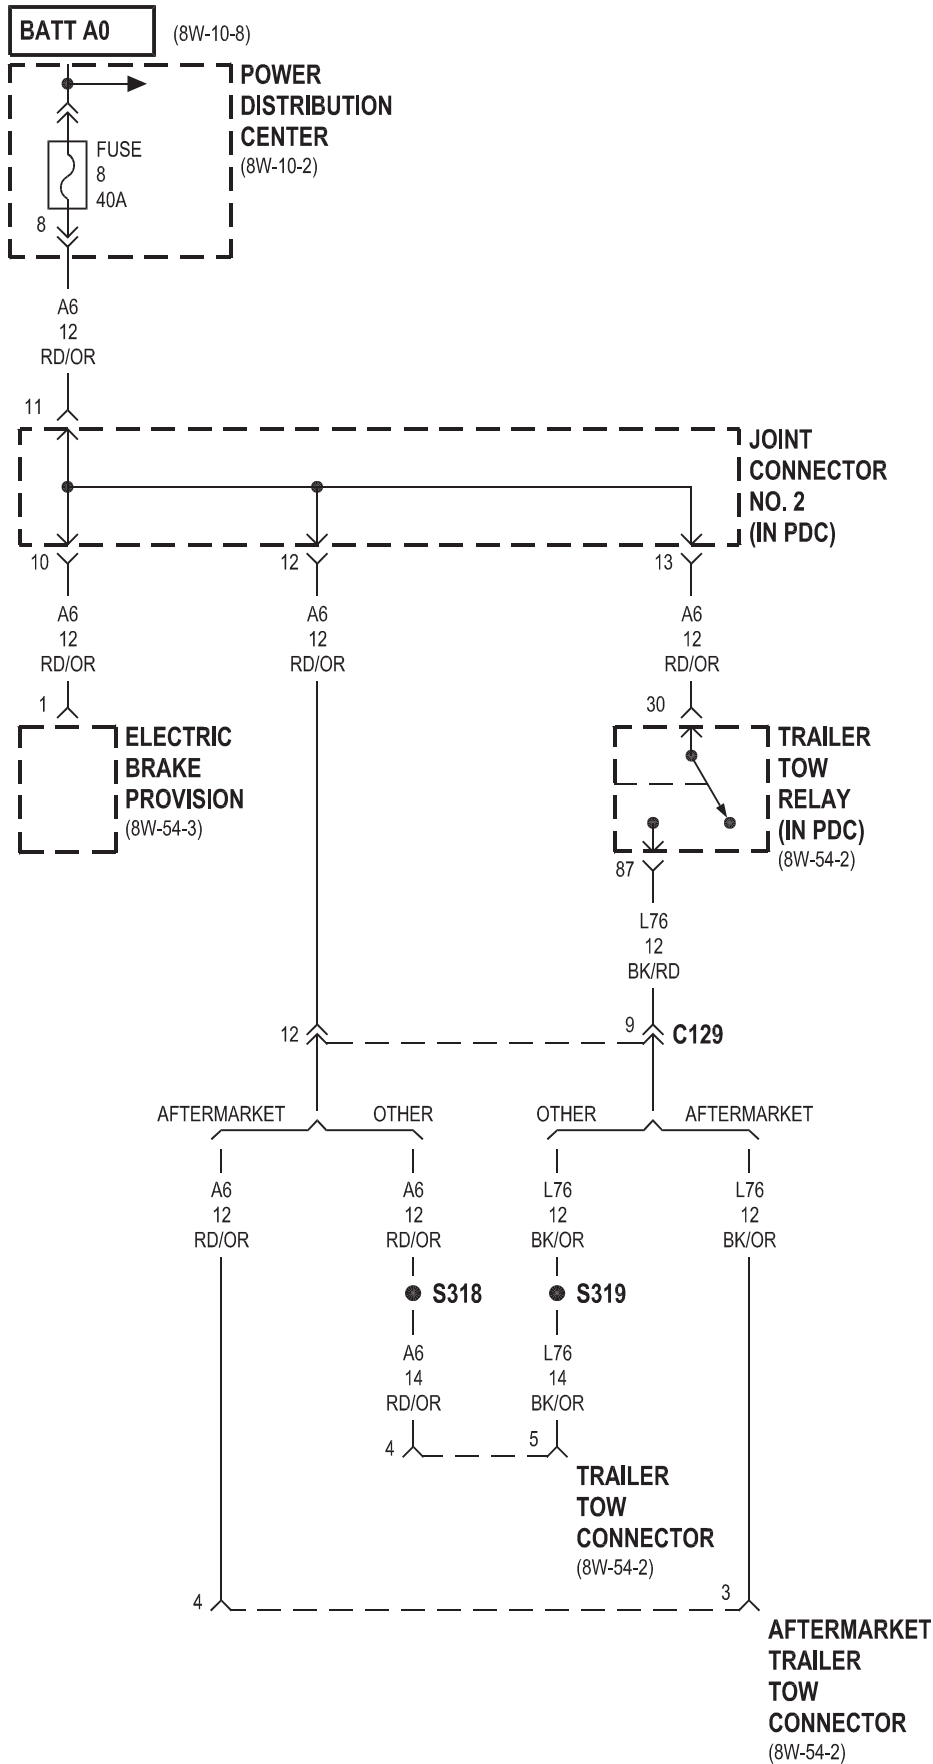 BATT A0 (8W-10-8)
POWER
DISTRIBUTION
CENTER
(8W-10-2)
FUSE
8
40A
8
A6
12
RD/OR
11
JOINT
CONNECTOR
NO. 2
(IN PDC)
10 12 13
A6 A6 A6
12 12 12
RD/OR RD/OR RD/OR
1 30
ELECTRIC
BRAKE
PROVISION
(8W-54-3)
TRAILER
TOW
RELAY
(IN PDC)
(8W-54-2)
87
L76
12
BK/RD
12 9 C129
AFTERMARKET OTHER OTHER AFTERMARKET
A6 A6 L76 L76
12 12 12 12
RD/OR RD/OR BK/OR BK/OR
S318 S319
A6 L76
14 14
RD/OR BK/OR
4 5
TRAILER
TOW
CONNECTOR
(8W-54-2)
4 3
AFTERMARKET
TRAILER
TOW
CONNECTOR
(8W-54-2)